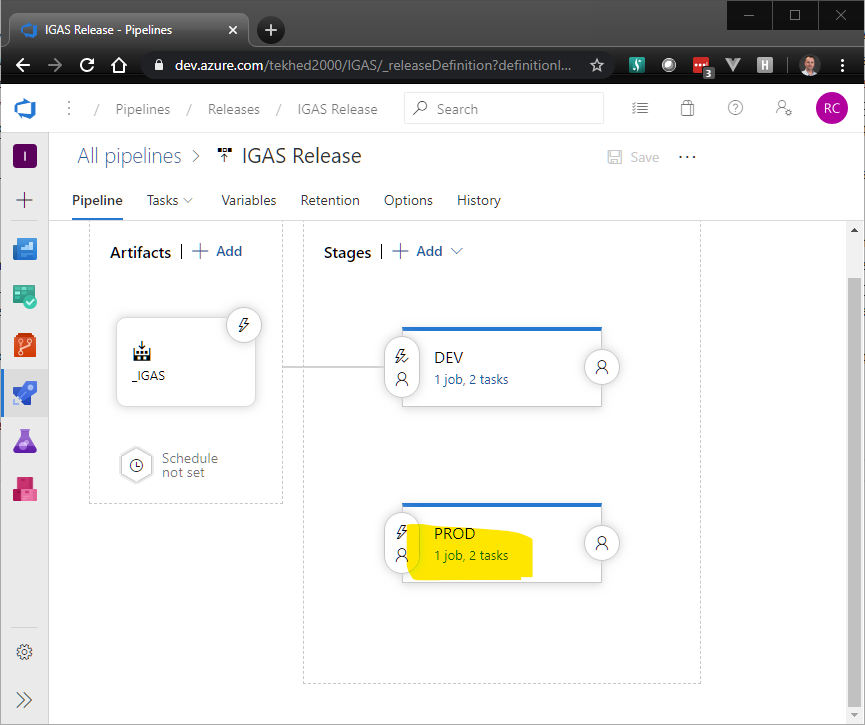 IGAS Release - Pipelines
dev.azure.com/tekhed2000/IGAS/_releaseDefinition?definitionI...
3
H
/ Pipelines / Releases / IGAS Release
Search
RC
I
All pipelines > IGAS Release
Save
Pipeline Tasks Variables Retention Options History
Artifacts | + Add
Stages | + Add
_IGAS
DEV
1 job, 2 tasks
Schedule
not set
PROD
1 job, 2 tasks